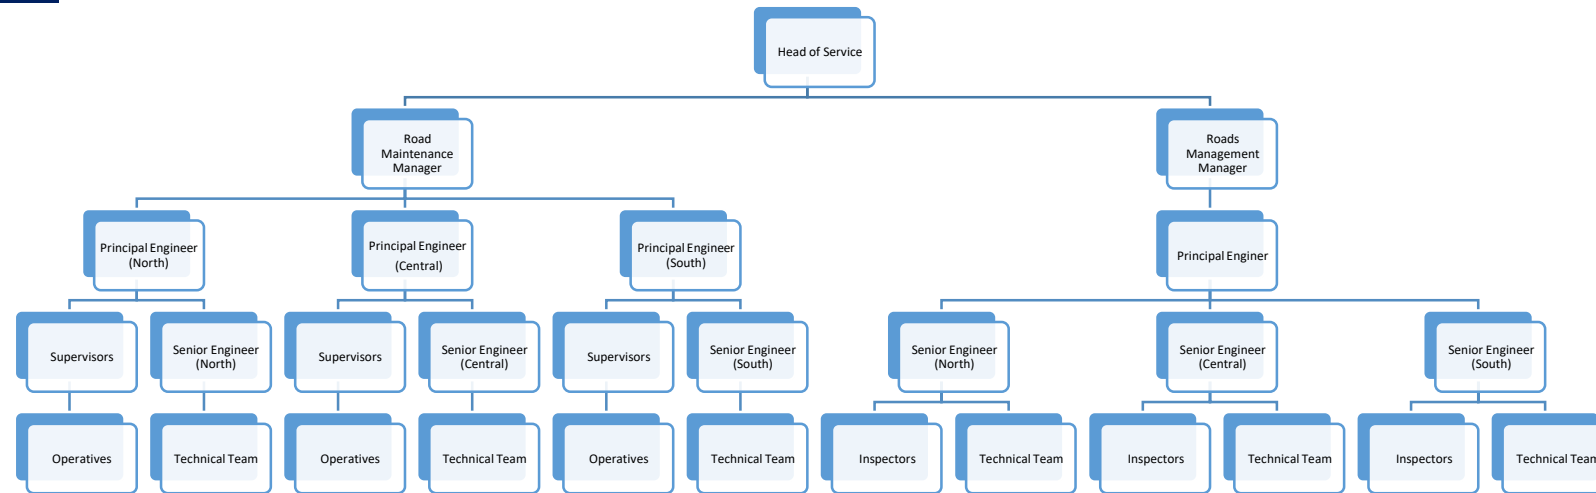 Head of Service
Road
Maintenance
Manager
Roads
Management
Manager
Principal Engineer
(North)
Principal Engineer
(Central)
Principal Engineer
(South)
Principal Enginer
Supervisors
Senior Engineer
(North)
Supervisors
Senior Engineer
(Central)
Supervisors
Senior Engineer
(South)
Senior Engineer
(North)
Senior Engineer
(Central)
Senior Engineer
(South)
Operatives
Technical Team
Operatives
Technical Team
Operatives
Technical Team
Inspectors
Technical Team
Inspectors
Technical Team
Inspectors
Technical Team